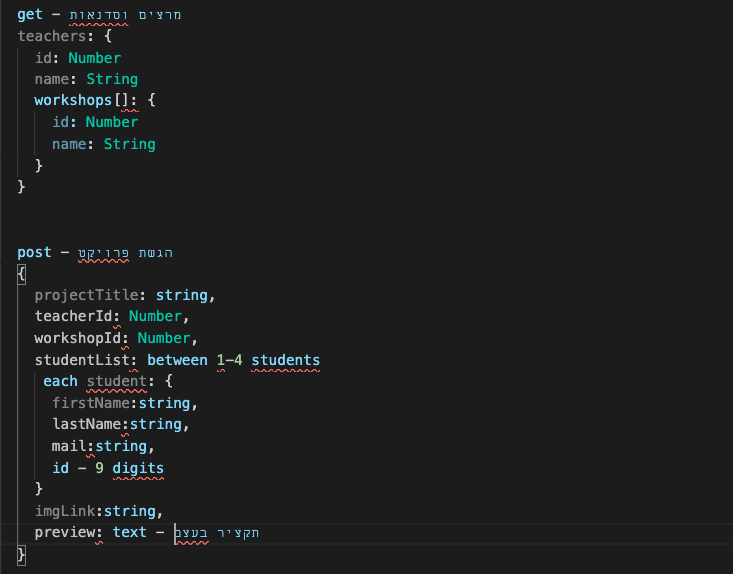 get - מרצים וסדנאות
teachers: {
id: Number
name: String
workshops[]: {
id: Number
name: String
}
}
post - הגשת פרויקט
{
projectTitle: string,
teacherId: Number,
workshopId: Number,
studentList: between 1-4 students
each student: {
firstName:string,
lastName:string,
mail:string,
id - 9 digits
}
imgLink:string,
preview: text - תקציר בעצם
}